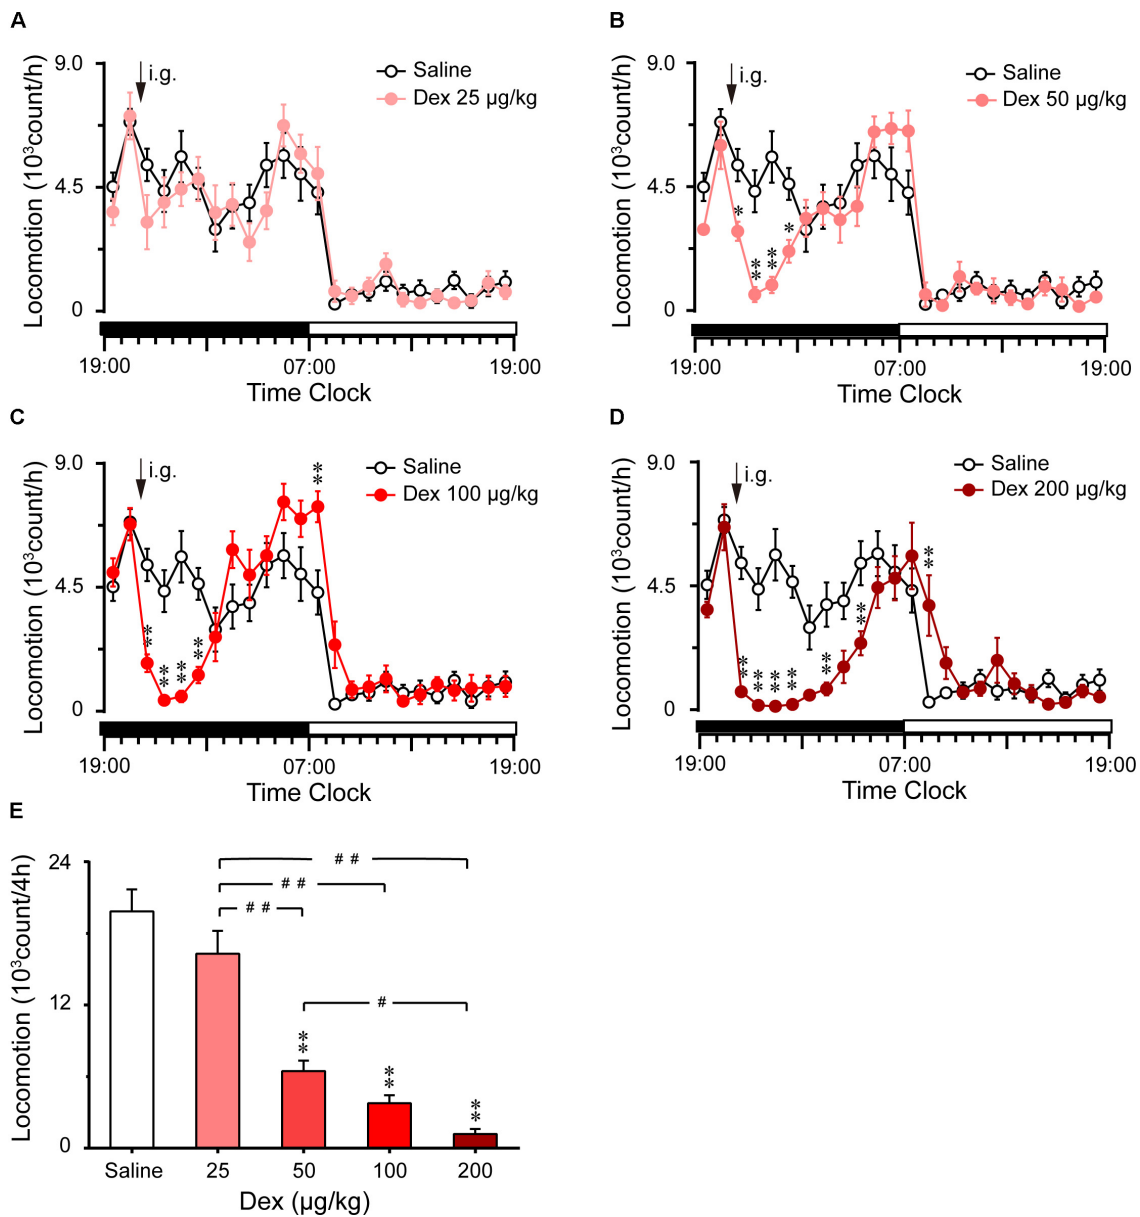 A
Locomotion (10³count/h)
9.0
4.5
0
i.g.
Saline
Dex 25 µg/kg
19:00
07:00
19:00
Time Clock
B
Locomotion (10³count/h)
9.0
4.5
0
i.g.
Saline
Dex 50 µg/kg
*
**
**
*
19:00
07:00
19:00
Time Clock
C
Locomotion (10³count/h)
9.0
4.5
0
i.g.
Saline
Dex 100 µg/kg
**
**
**
**
**
19:00
07:00
19:00
Time Clock
D
Locomotion (10³count/h)
9.0
4.5
0
i.g.
Saline
Dex 200 µg/kg
**
**
**
**
**
**
**
19:00
07:00
19:00
Time Clock
E
Locomotion (10³count/4h)
24
12
0
# #
# #
# #
#
**
**
**
Saline
25
50
100
200
Dex (µg/kg)